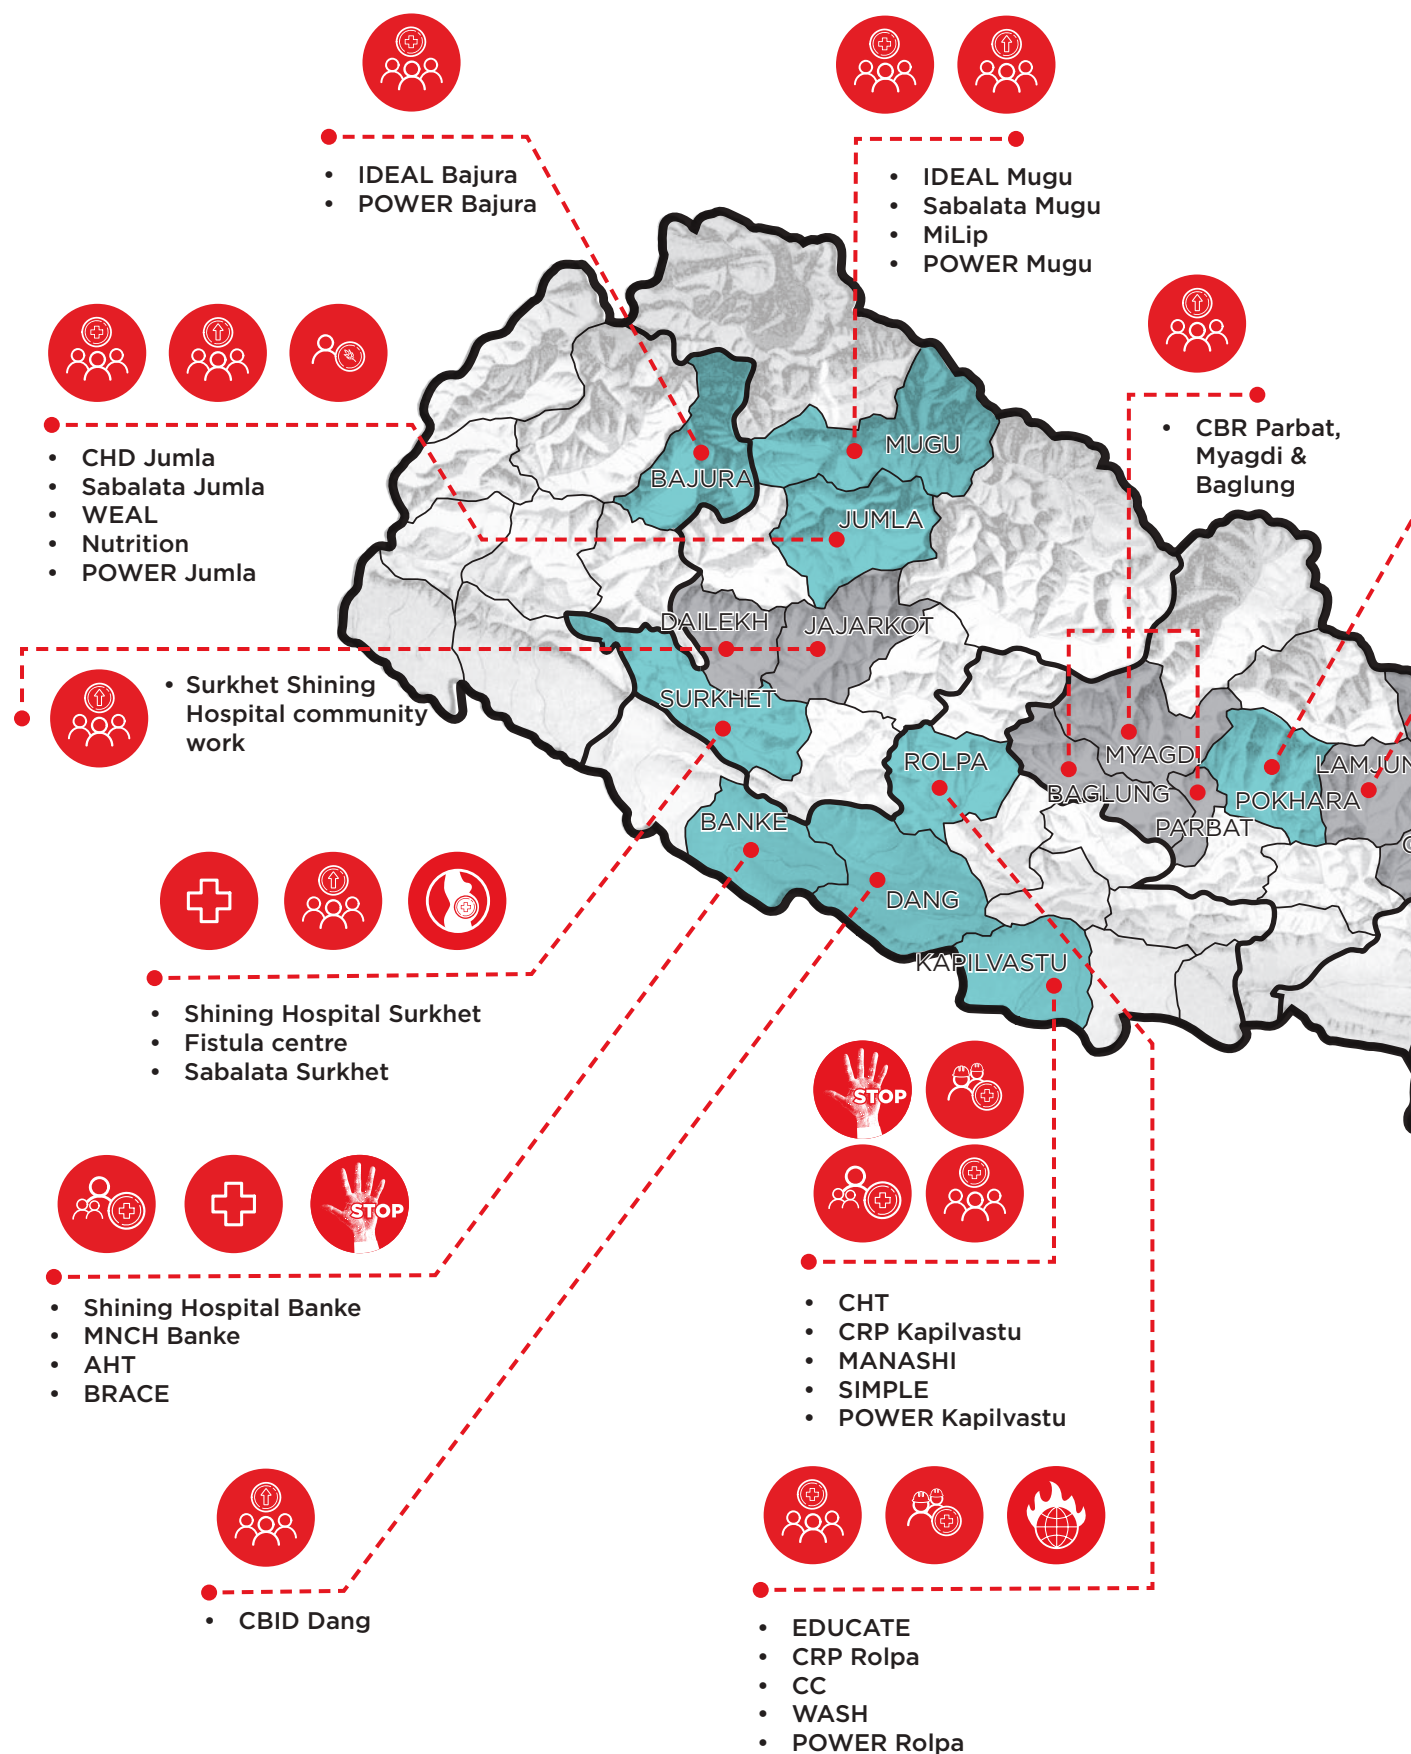 • IDEAL Bajura
• POWER Bajura
• IDEAL Mugu
• Sabalata Mugu
• MiLip
• POWER Mugu
• CHD Jumla
• Sabalata Jumla
• WEAL
• Nutrition
• POWER Jumla
• CBR Parbat,
Myagdi &
Baglung
MUGU
BAJURA
JUMLA
DAILEKH
JAJARKOT
• Surkhet Shining
Hospital community
work
SURKHET
ROLPA
MYAGDI
LAMJUN
BAGLUNG
POKHARA
PARBAT
BANKE
DANG
KAPILVASTU
• Shining Hospital Surkhet
• Fistula centre
• Sabalata Surkhet
STOP
STOP
• Shining Hospital Banke
• MNCH Banke
• AHT
• BRACE
• CHT
• CRP Kapilvastu
• MANASHI
• SIMPLE
• POWER Kapilvastu
• CBID Dang
• EDUCATE
• CRP Rolpa
• CC
• WASH
• POWER Rolpa